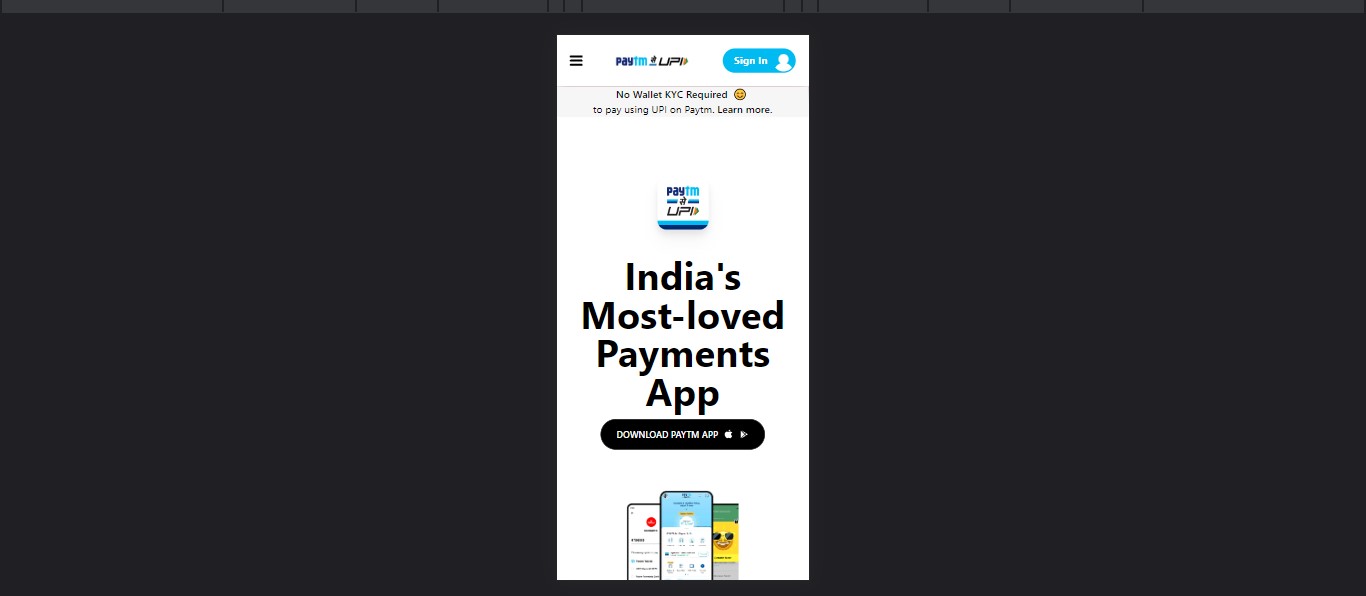 paytm से UPI
Sign In
No Wallet KYC Required
to pay using UPI on Paytm. Learn more.
paytm
से
UPI
India's
Most-loved
Payments
App
DOWNLOAD PAYTM APP